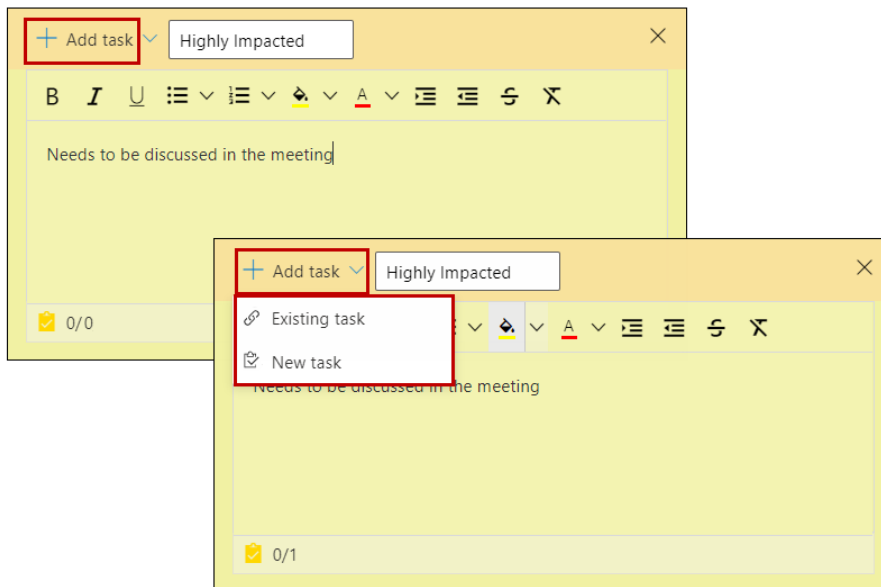 + Add task Highly Impacted
B I U A
Needs to be discussed in the meeting
0/0
+ Add task Highly Impacted
Existing task
A
New task
Needs to be discussed in the meeting
0/1